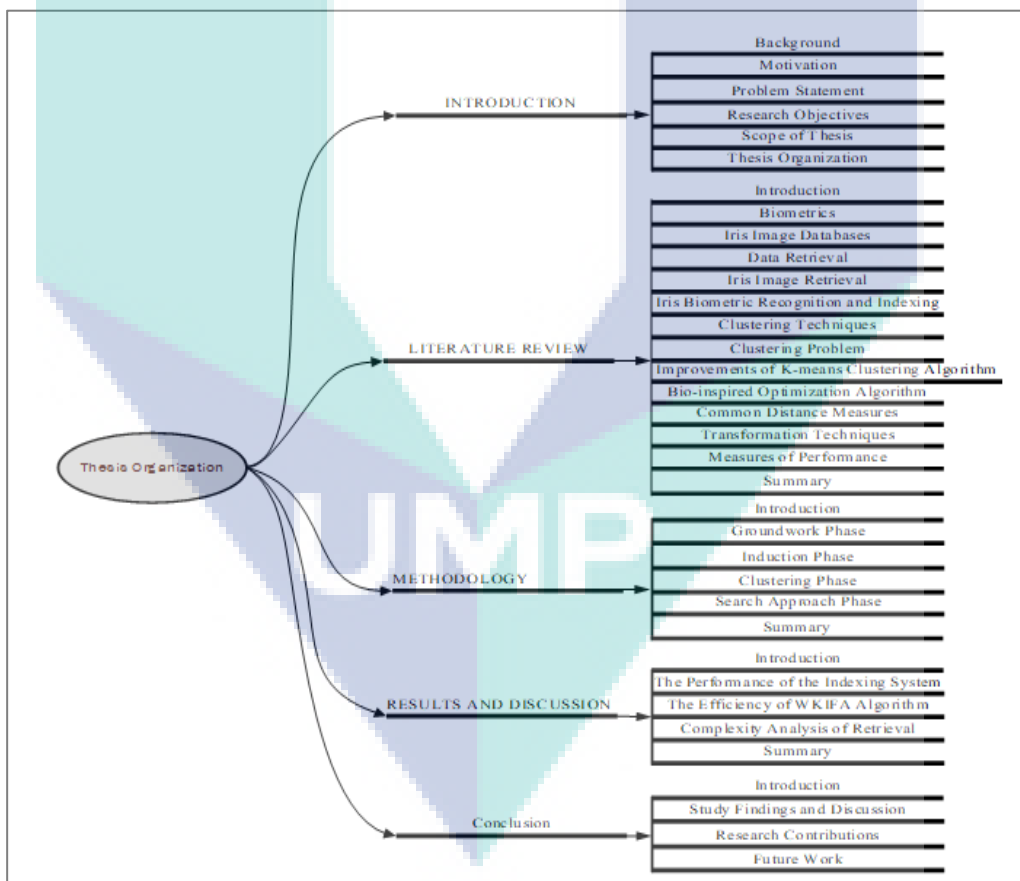 Thesis Organization
INTRODUCTION
Background
Motivation
Problem Statement
Research Objectives
Scope of Thesis
Thesis Organization
LITERATURE REVIEW
Introduction
Biometrics
Iris Image Databases
Data Retrieval
Iris Image Retrieval
Iris Biometric Recognition and Indexing
Clustering Techniques
Clustering Problem
Improvements of K-means Clustering Algorithm
Bio-inspired Optimization Algorithm
Common Distance Measures
Transformation Techniques
Measures of Performance
Summary
METHODOLOGY
Introduction
Groundwork Phase
Induction Phase
Clustering Phase
Search Approach Phase
Summary
RESULTS AND DISCUSSION
Introduction
The Performance of the Indexing System
The Efficiency of WKIFA Algorithm
Complexity Analysis of Retrieval
Summary
Conclusion
Introduction
Study Findings and Discussion
Research Contributions
Future Work
UMP